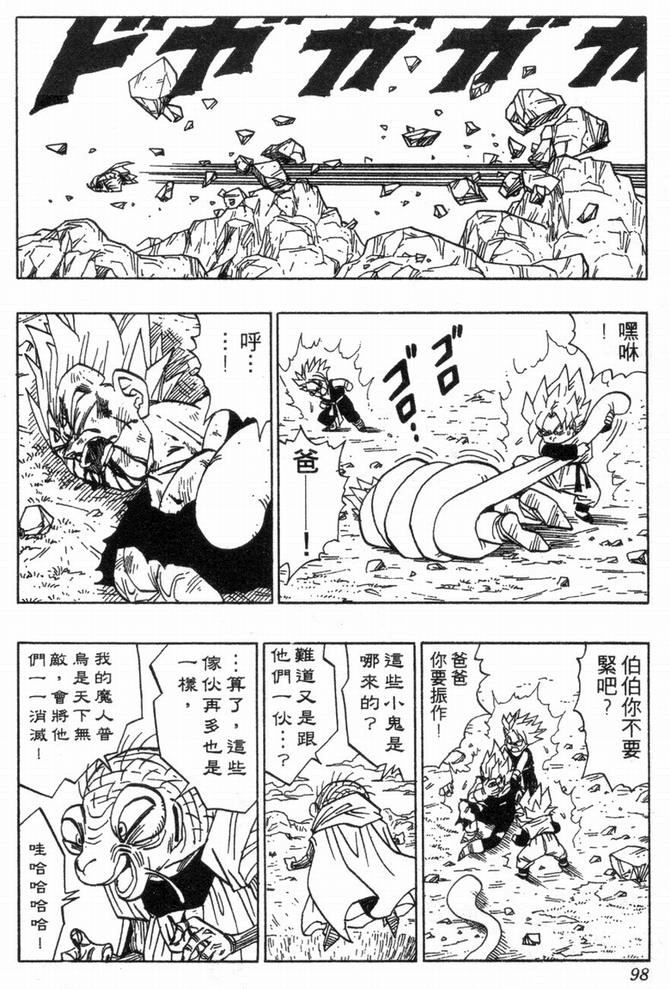 ドガガガガ
嘿咻
！
ゴロ
ゴロ…
爸——！
呼…
…！
伯伯你不要
緊吧？
爸爸
你要振作！
這些小鬼是
哪來的？
難道又是跟
他們一伙…？
…算了，這些
傢伙再多也是
一樣，
我的魔人普
烏是天下無
敵，會將他
們一一消滅！
哇哈哈哈哈！
98